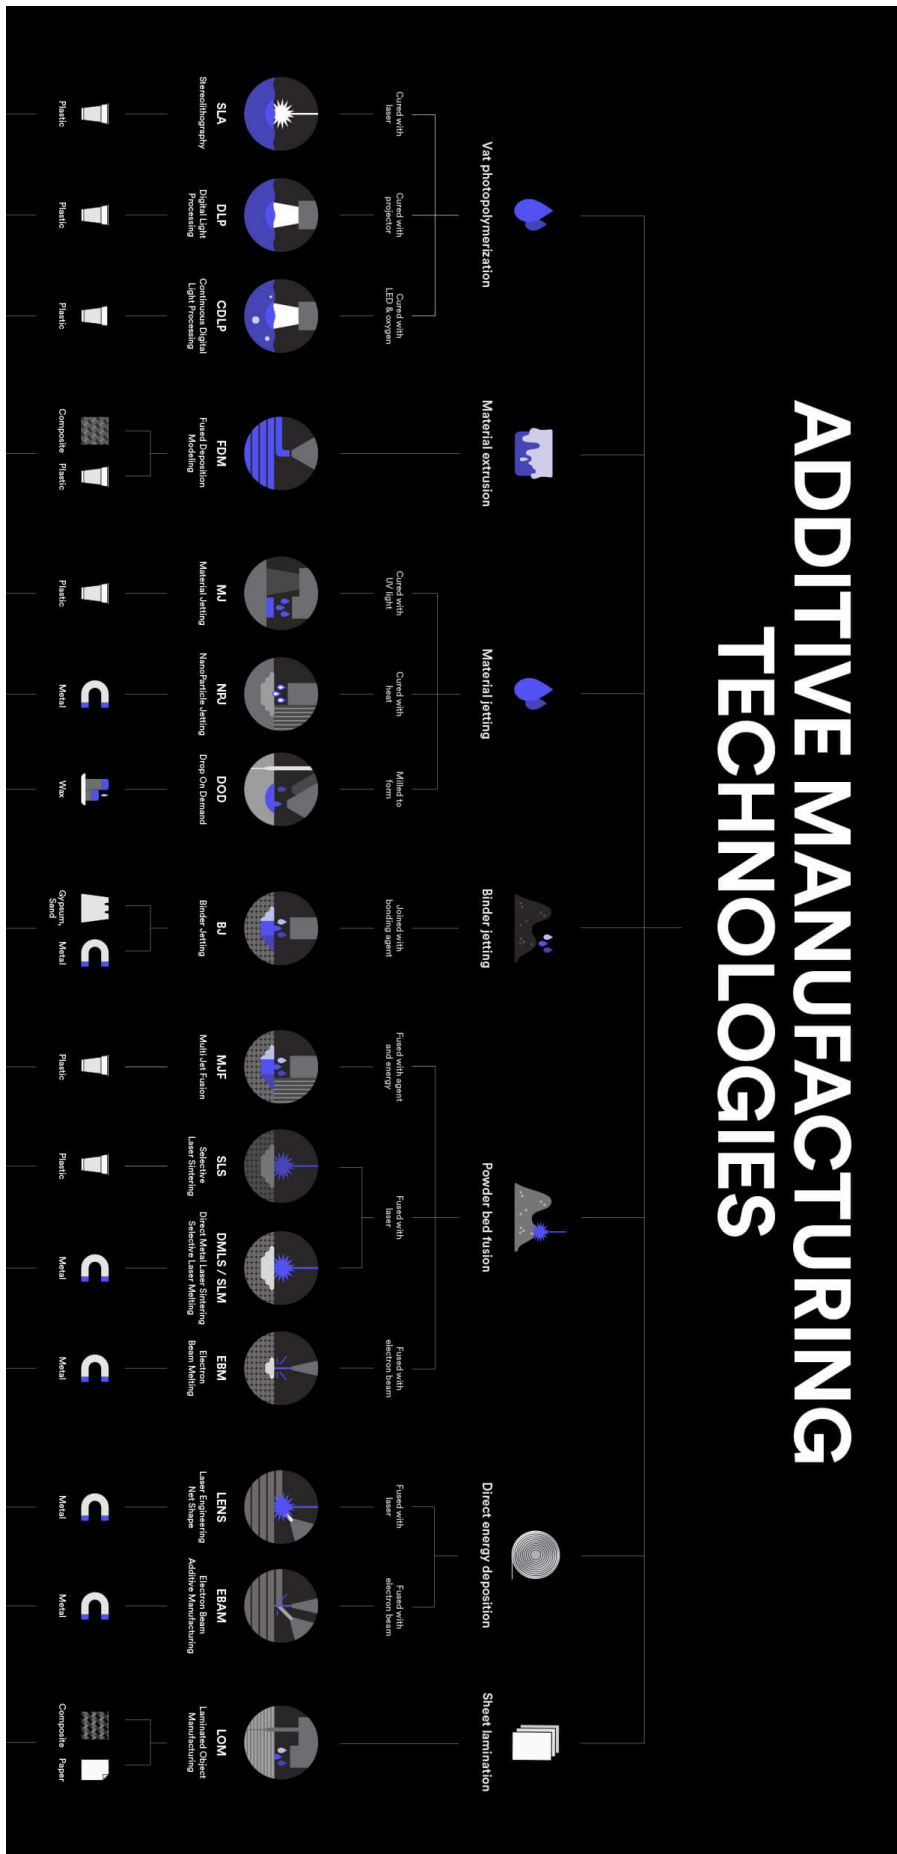 ADDITIVE MANUFACTURING
TECHNOLOGIES
Vat photopolymerization
Material extrusion
Material jetting
Binder jetting
Powder bed fusion
Direct energy deposition
Sheet lamination
Cured with
laser
Cured with
projector
Cured with
LED & oxygen
Cured with
UV light
Cured with
heat
Milled to
form
Joined with
bonding agent
Fused with agent
and energy
Fused with
laser
Fused with
electron beam
Fused with
laser
Fused with
electron beam
SLA
Stereolithography
DLP
Digital Light
Processing
CDLP
Continuous Digital
Light Processing
FDM
Fused Deposition
Modeling
MJ
Material Jetting
NPJ
NanoParticle Jetting
DOD
Drop On Demand
BJ
Binder Jetting
MJF
Multi Jet Fusion
SLS
Selective
Laser Sintering
DMLS / SLM
Direct Metal Laser Sintering
Selective Laser Melting
EBM
Electron
Beam Melting
LENS
Laser Engineering
Net Shape
EBAM
Electron Beam
Additive Manufacturing
LOM
Laminated Object
Manufacturing
Plastic
Plastic
Plastic
Composite
Plastic
Plastic
Metal
Wax
Gypsum,
Sand
Metal
Plastic
Plastic
Metal
Metal
Metal
Metal
Composite
Paper